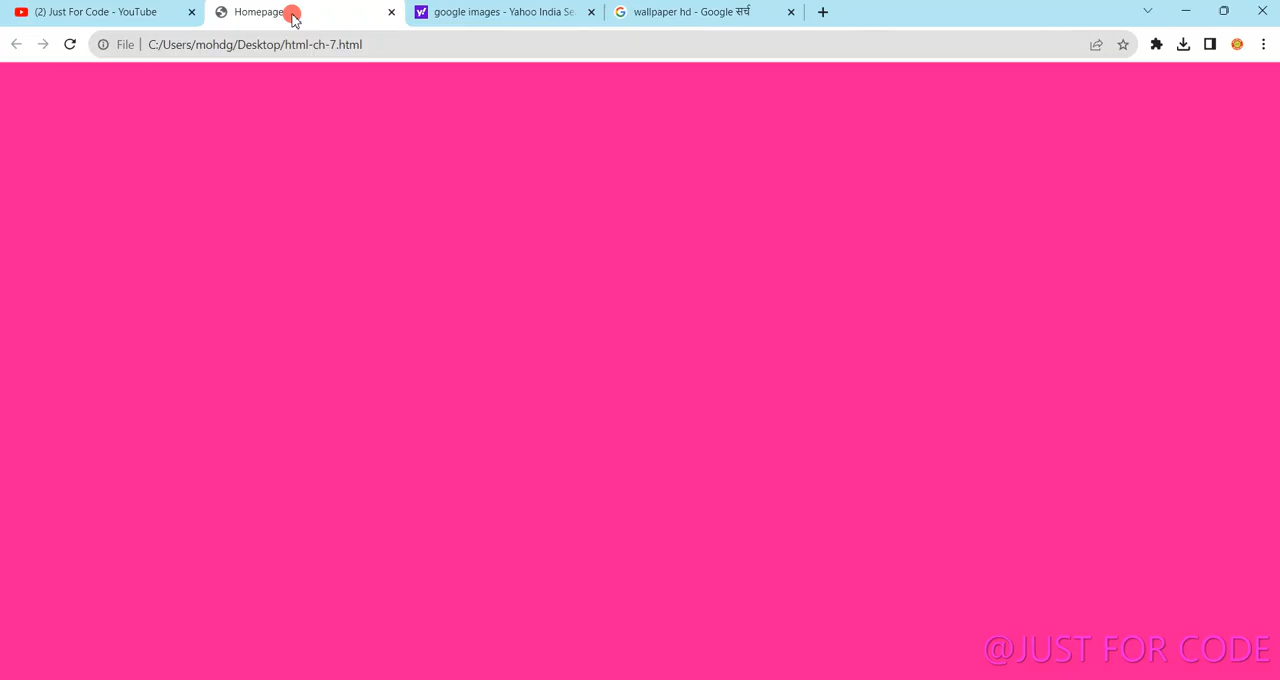 (2) Just For Code - YouTube
Homepage
google images - Yahoo India Se
wallpaper hd - Google सर्च
File
C:/Users/mohdg/Desktop/html-ch-7.html
@JUST FOR CODE